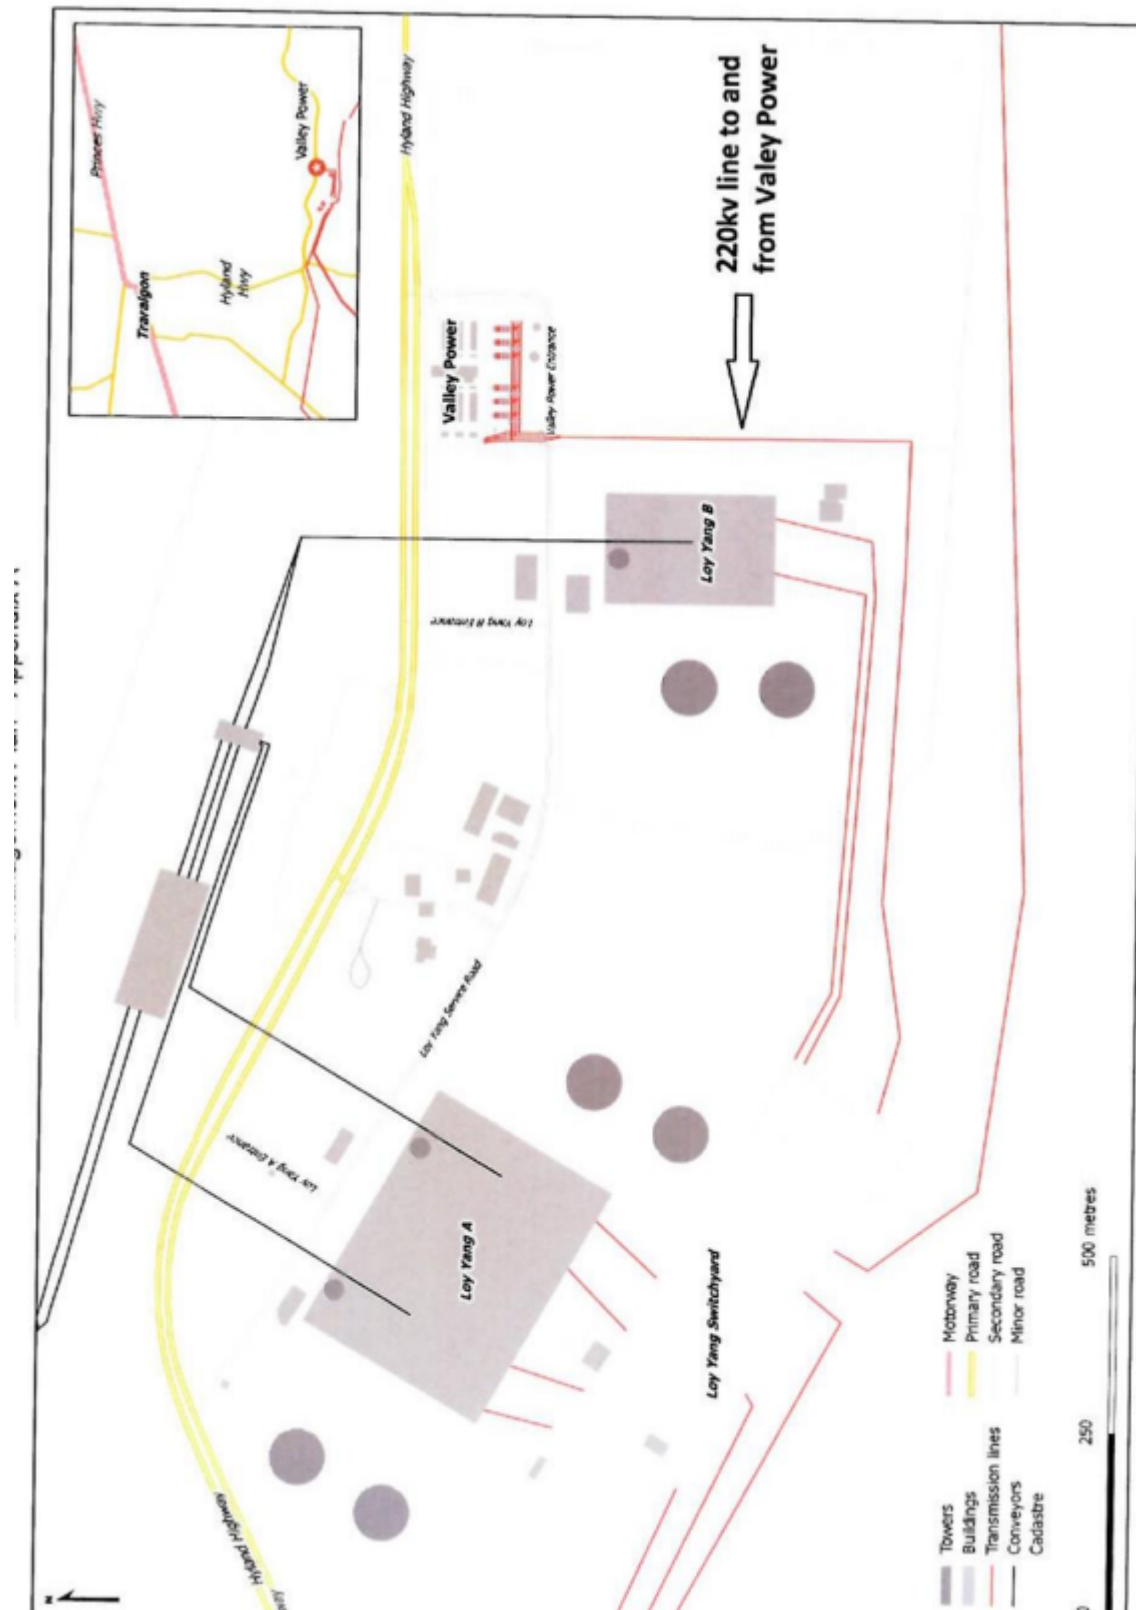 Princes Hwy
Valley Power
Hyland
Hwy
Traralgon
Hyland Highway
220kv line to and
from Valey Power
Valley Power
Valley Power Entrance
Loy Yang B
Loy Yang B Entrance
Loy Yang Service Road
Loy Yang A Entrance
Loy Yang A
Loy Yang Switchyard
Hyland Highway
N
Towers
Buildings
Transmission lines
Conveyors
Cadastre
Motorway
Primary road
Secondary road
Minor road
250
500 metres